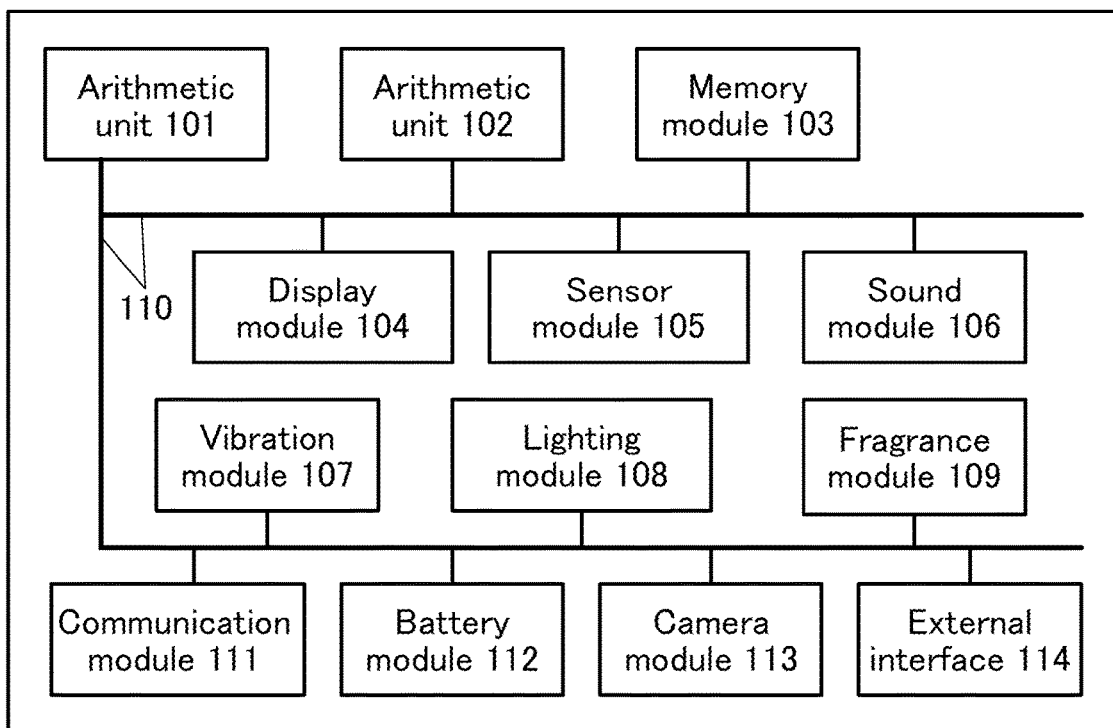 Arithmetic
unit 101
Arithmetic
unit 102
Memory
module 103
110
Display
module 104
Sensor
module 105
Sound
module 106
Vibration
module 107
Lighting
module 108
Fragrance
module 109
Communication
module 111
Battery
module 112
Camera
module 113
External
interface 114